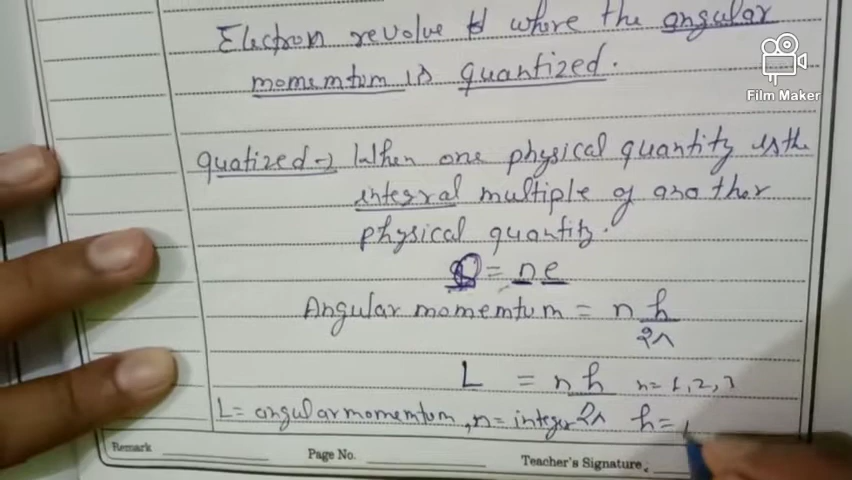 Electron revolve where the angular
momentum is quantized.
Film Maker
quatized → When one physical quantity is the
integral multiple of another
physical quantity.
Q = ne
Angular momentum = n h
2π
L = nh n = 1, 2, 3
2π
L = angular momentum, n = integer h =
Remark Page No. Teacher's Signature